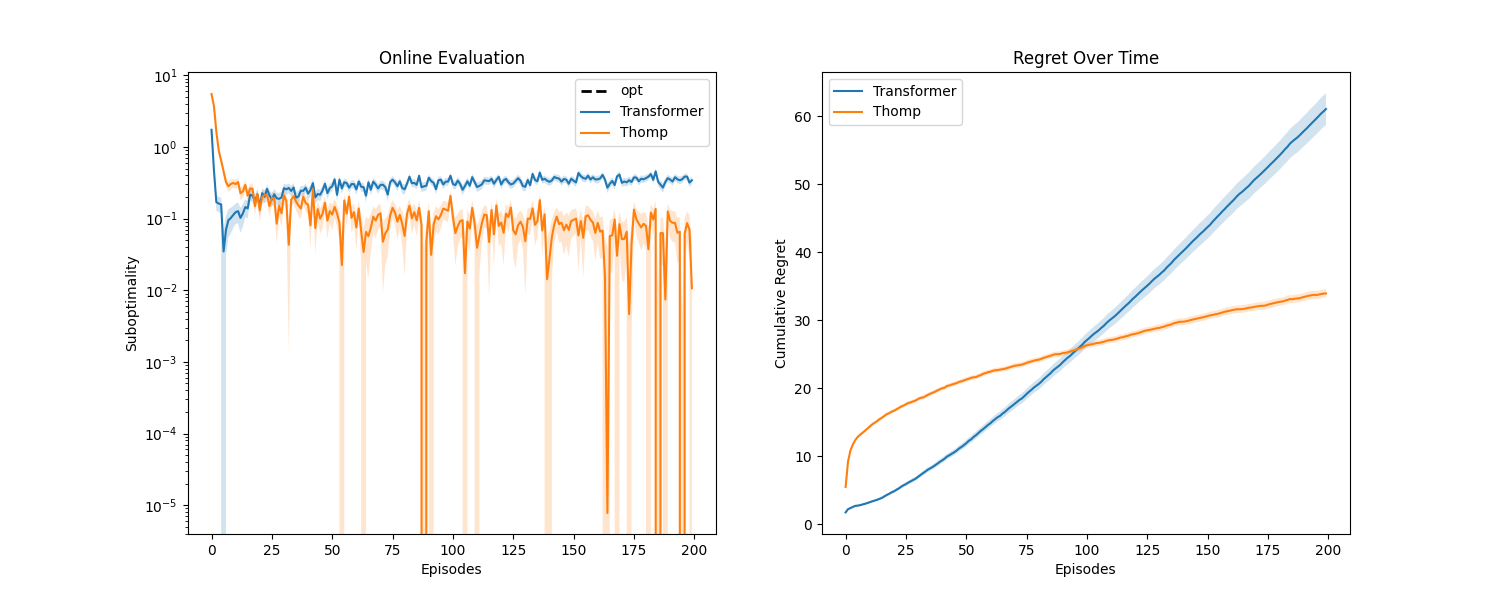 Online Evaluation
10^1
10^0
10^-1
10^-2
10^-3
10^-4
10^-5
Suboptimality
opt
Transformer
Thomp
0 25 50 75 100 125 150 175 200
Episodes
Regret Over Time
Transformer
Thomp
60
50
40
30
20
10
0
Cumulative Regret
0 25 50 75 100 125 150 175 200
Episodes